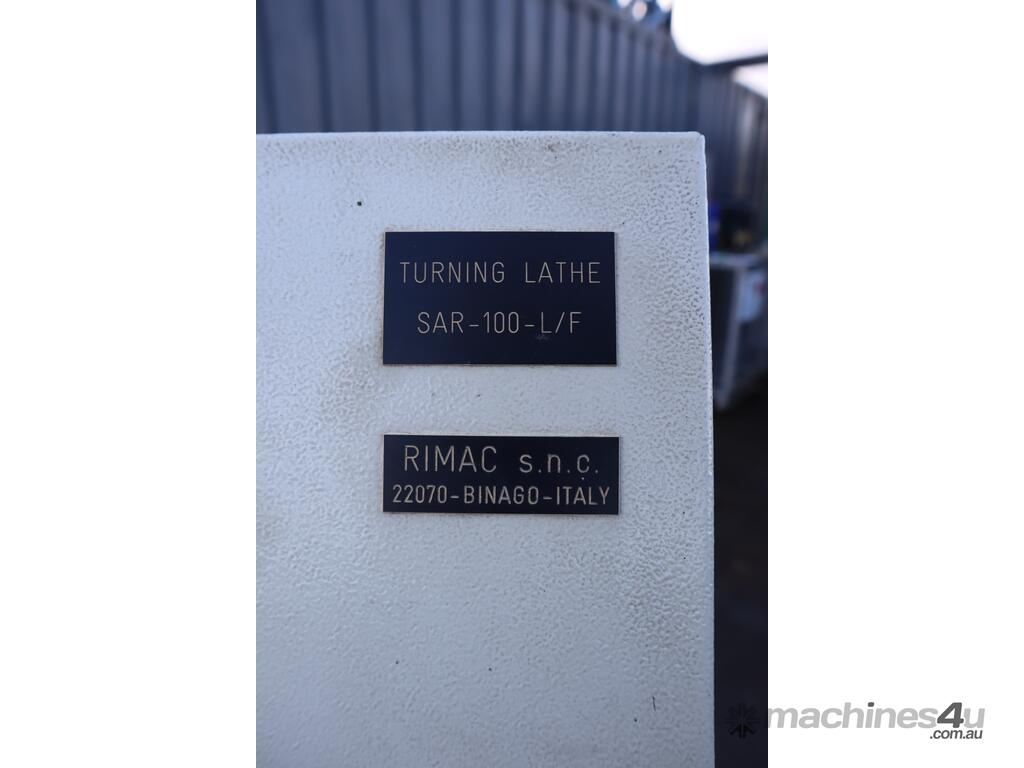 TURNING LATHE
SAR-100-L/F
RIMAC s.n.c.
22070-BINAGO-ITALY
machines4u
.com.au